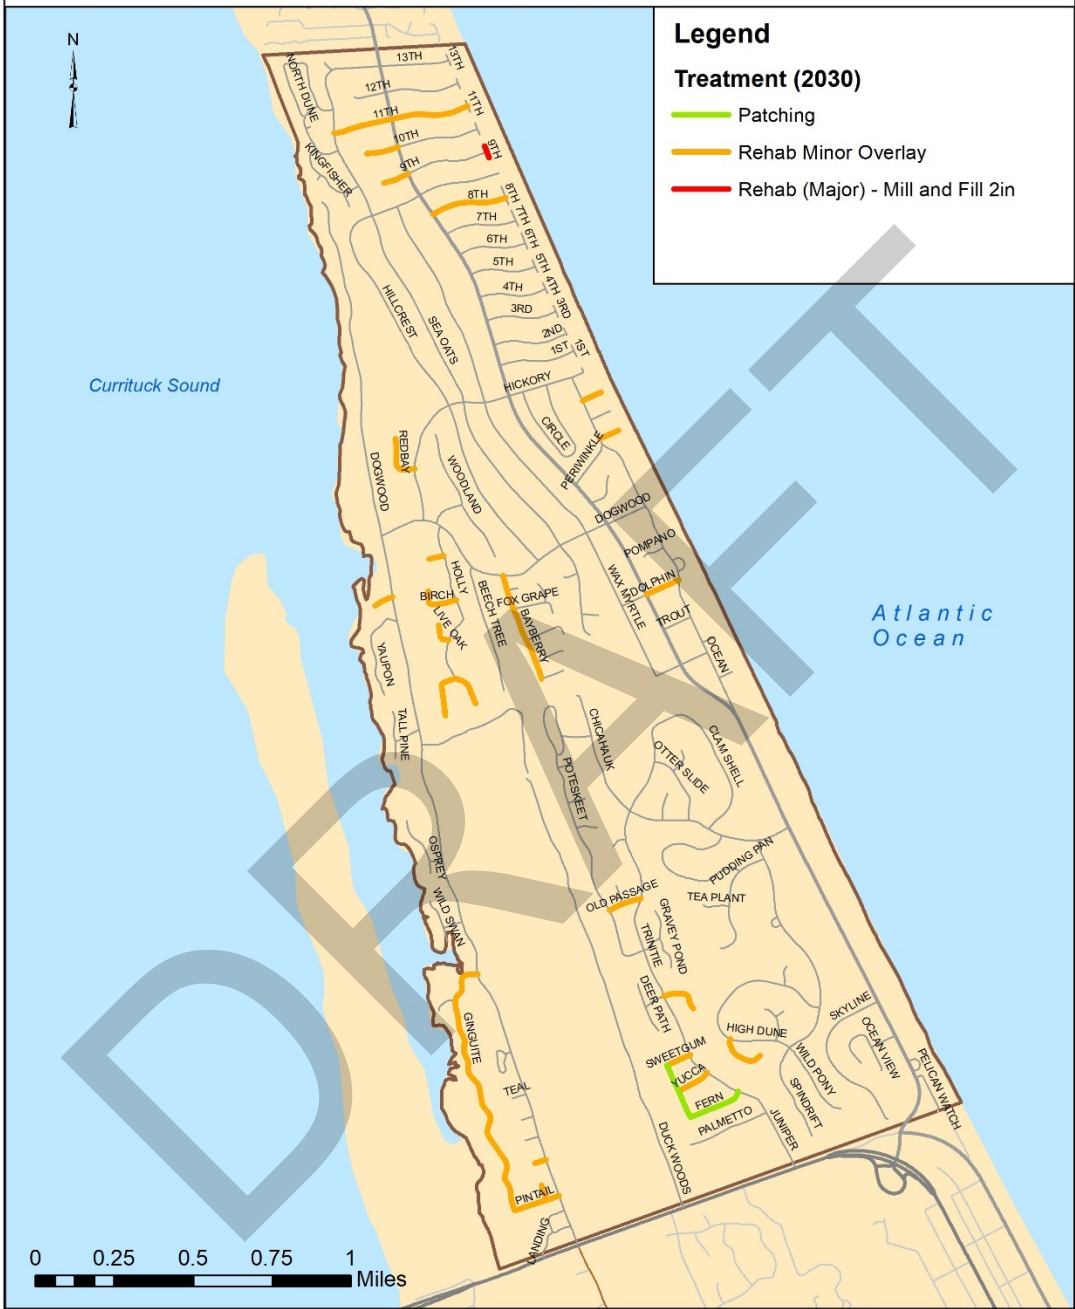 Legend
Treatment (2030)
Patching
Rehab Minor Overlay
Rehab (Major) - Mill and Fill 2in
N
13TH
13TH
NORTH DUNE
12TH
11TH
11TH
10TH
9TH
9TH
KINGFISHER
8TH
8TH
7TH
7TH
6TH
6TH
5TH
5TH
4TH
4TH
3RD
3RD
2ND
1ST
1ST
HILLCREST
SEA OATS
HICKORY
Currituck Sound
CIRCLE
PERIWINKLE
REDBAY
DOGWOOD
WOODLAND
DOGWOOD
POMPANO
DOLPHIN
WAX MYRTLE
TROUT
OCEAN
HOLLY
BIRCH
LIVE OAK
BEECH TREE
FOX GRAPE
BAYBERRY
Atlantic
Ocean
YAUPON
TALL PINE
CHICAHAUK
POTESKEET
OTTER SLIDE
CLAM SHELL
OSPREY
WILD SWAN
PUDDING PAN
TEA PLANT
OLD PASSAGE
GRAVEY POND
TRINITIE
DEER PATH
GINGUITE
SKYLINE
HIGH DUNE
OCEAN VIEW
WILD PONY
SPINDRIFT
PELICAN WATCH
SWEETGUM
YUCCA
FERN
PALMETTO
JUNIPER
TEAL
DUCK WOODS
PINTAIL
LANDING
DRAFT
0 0.25 0.5 0.75 1
Miles